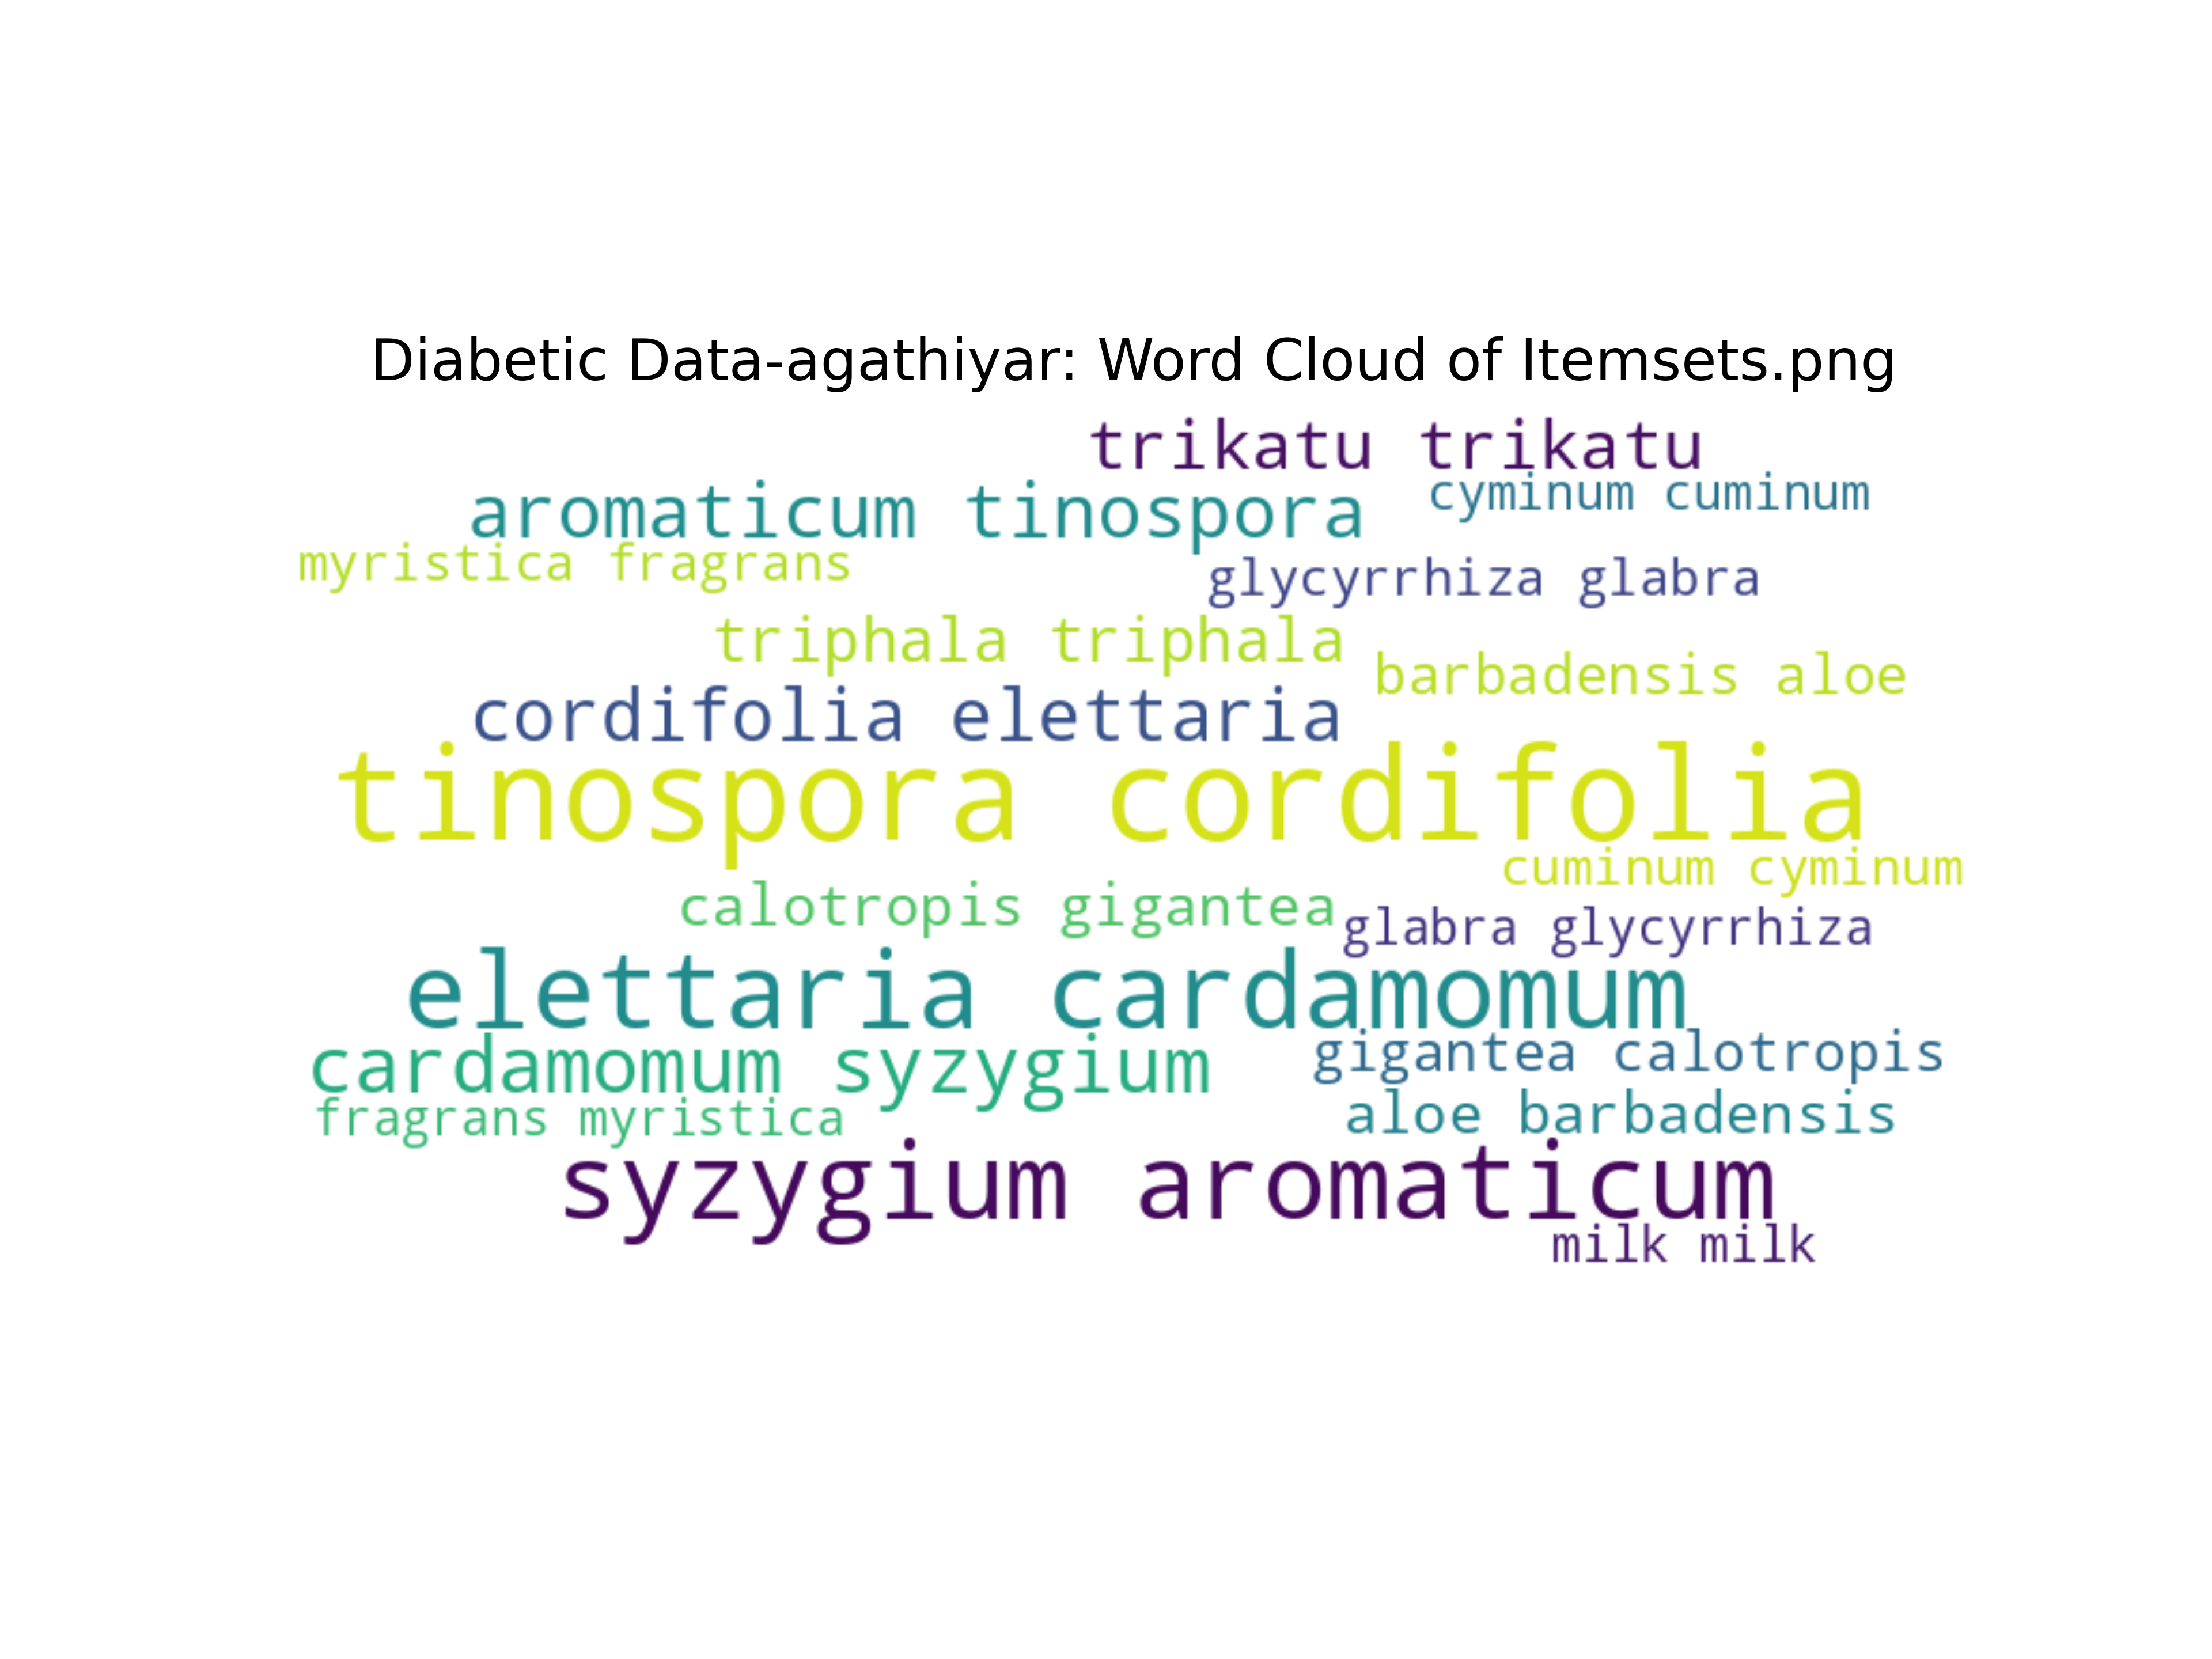 Diabetic Data-agathiyar: Word Cloud of Itemsets.png
trikatu trikatu
aromaticum tinospora
cyminum cuminum
myristica fragrans
glycyrrhiza glabra
triphala triphala
barbadensis aloe
cordifolia elettaria
tinospora cordifolia
cuminum cyminum
calotropis gigantea
glabra glycyrrhiza
elettaria cardamomum
cardamomum syzygium
gigantea calotropis
fragrans myristica
aloe barbadensis
syzygium aromaticum
milk milk